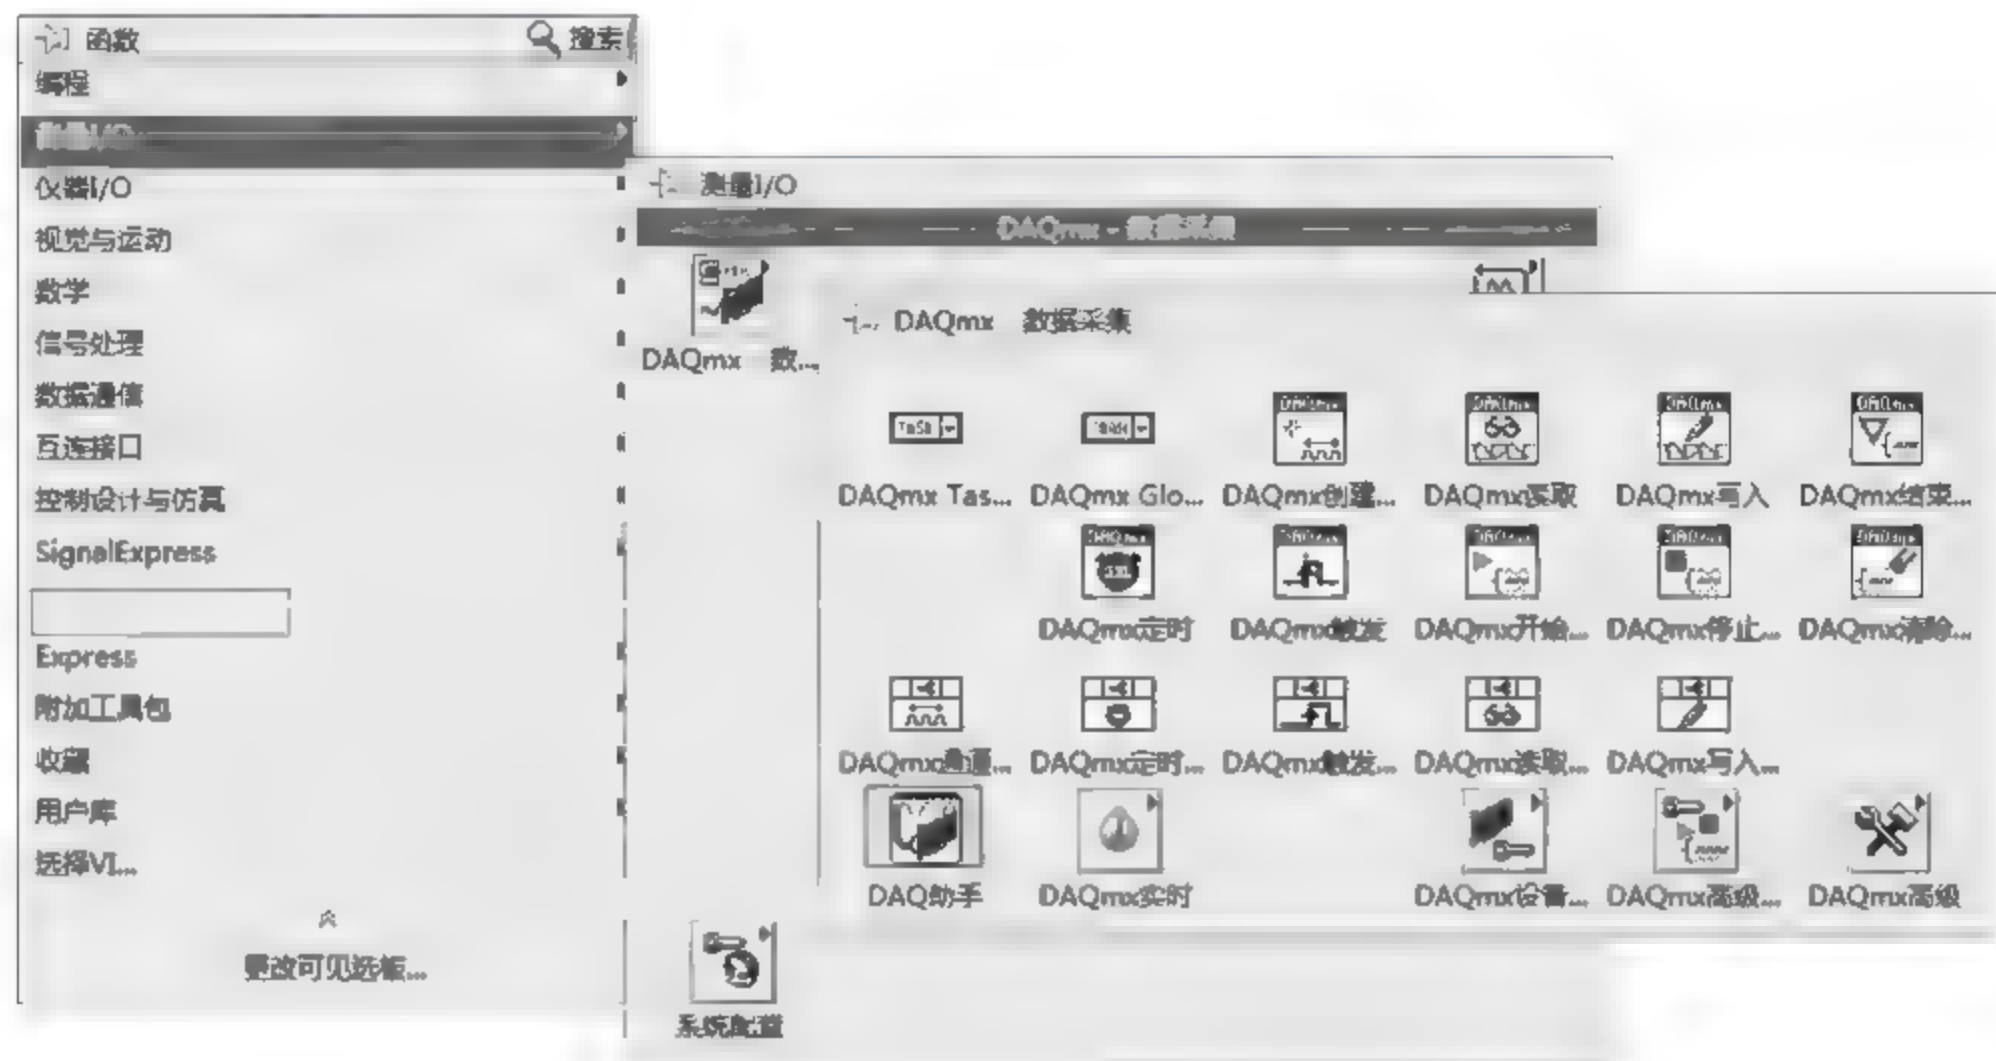 函数 搜索
编程
测量I/O
仪器I/O
视觉与运动
数学
信号处理
数据通信
互连接口
控制设计与仿真
SignalExpress
Express
附加工具包
收藏
用户库
选择VI...
更改可见选板...
测量I/O
DAQmx - 数据采集
DAQmx 数...
系统配置
DAQmx 数据采集
DAQmx Tas... DAQmx Glo... DAQmx创建... DAQmx读取 DAQmx写入 DAQmx结束...
DAQmx定时 DAQmx触发 DAQmx开始... DAQmx停止... DAQmx清除...
DAQmx通道... DAQmx定时... DAQmx触发... DAQmx读取... DAQmx写入...
DAQ助手 DAQmx实时 DAQmx设备... DAQmx高级... DAQmx高级